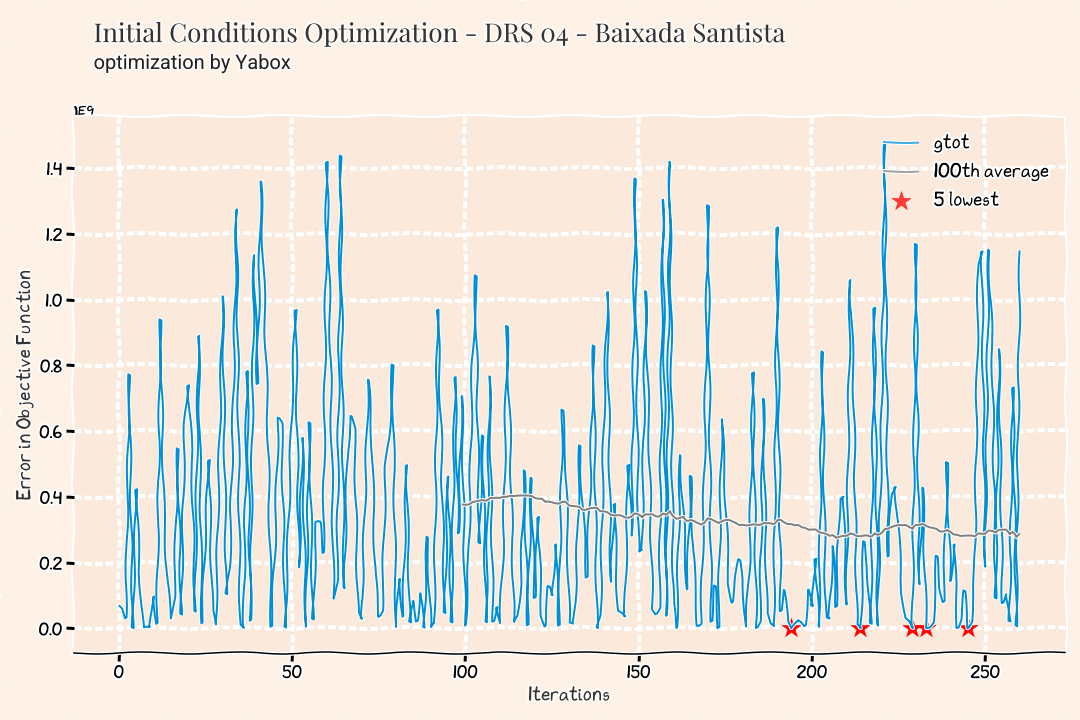 Initial Conditions Optimization - DRS 04 - Baixada Santista
optimization by Yabox
1E9
gtot
100th average
5 lowest
1.4
1.2
1.0
0.8
0.6
0.4
0.2
0.0
Error in Objective Function
0 50 100 150 200 250
Iterations